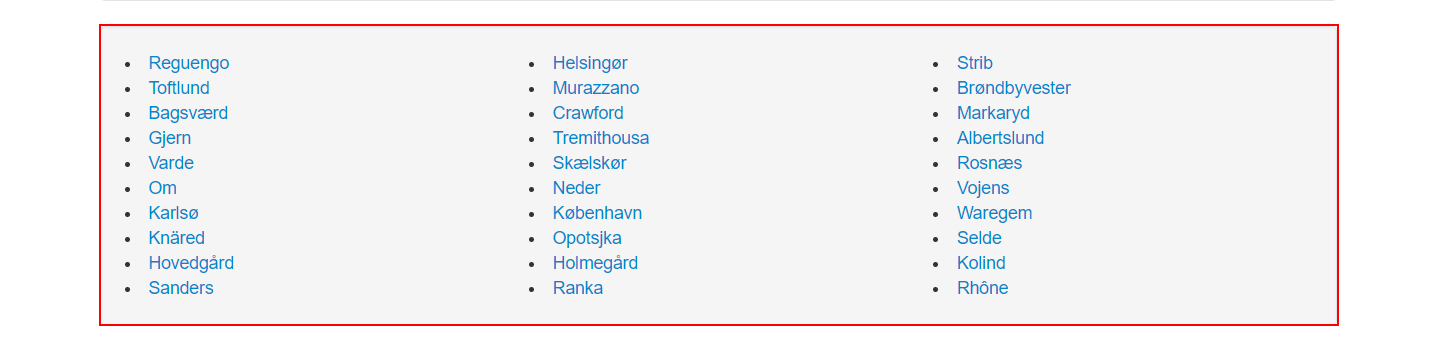 Reguengo
Toftlund
Bagsværd
Gjern
Varde
Om
Karlsø
Knäred
Hovedgård
Sanders
Helsingør
Murazzano
Crawford
Tremithousa
Skælskør
Neder
København
Opotsjka
Holmegård
Ranka
Strib
Brøndbyvester
Markaryd
Albertslund
Rosnæs
Vojens
Waregem
Selde
Kolind
Rhône